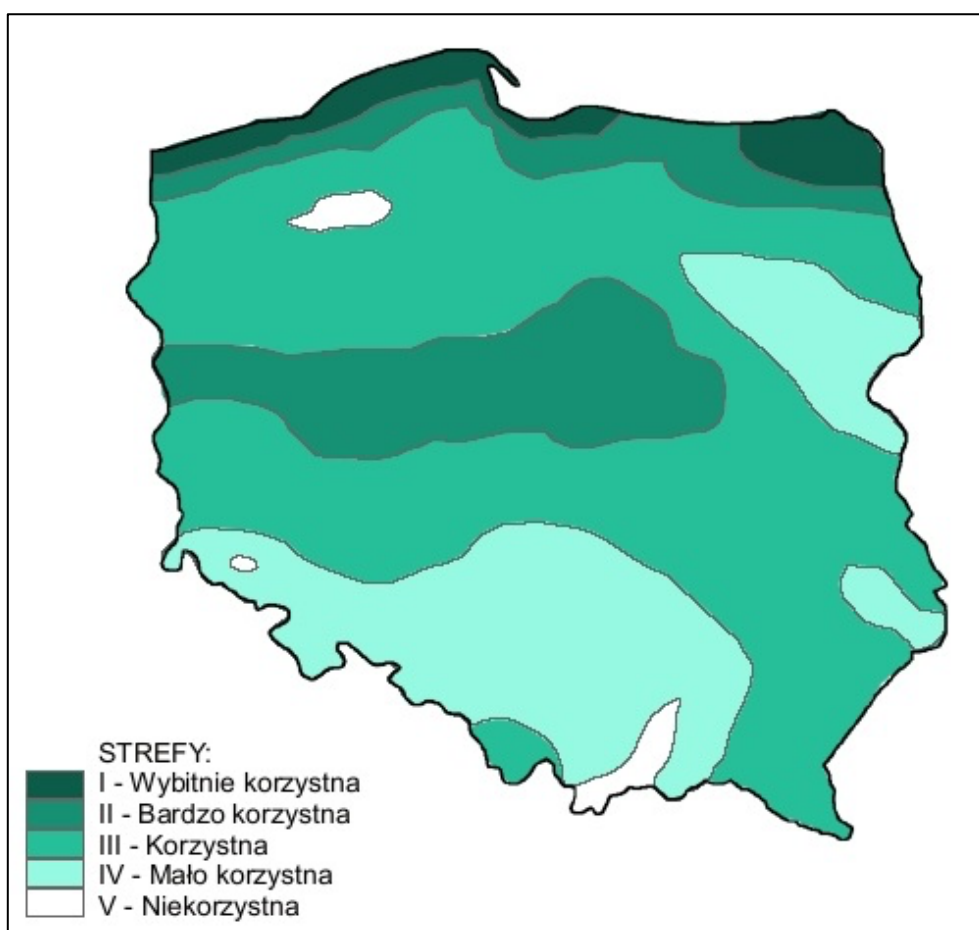 STREFY:
I - Wybitnie korzystna
II - Bardzo korzystna
III - Korzystna
IV - Mało korzystna
V - Niekorzystna